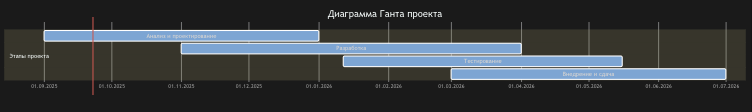 Диаграмма Ганта проекта
Анализ и проектирование
Разработка
Этапы проекта
Тестирование
Внедрение и сдача
01.09.2025 01.10.2025 01.11.2025 01.12.2025 01.01.2026 01.02.2026 01.03.2026 01.04.2026 01.05.2026 01.06.2026 01.07.2026